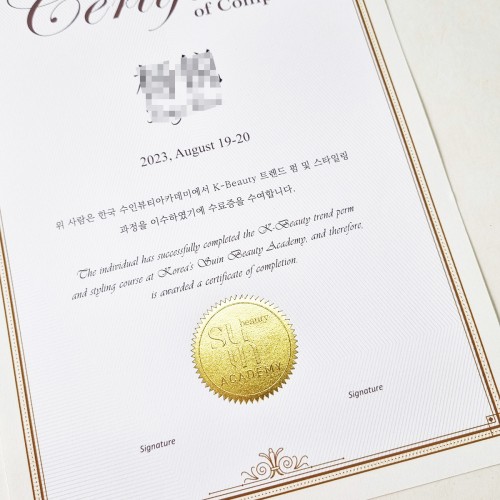 of Comp
2023, August 19-20
위 사람은 한국 수인뷰티아카데미에서 K-Beauty 트렌드 펌 및 스타일링
과정을 이수하였기에 수료증을 수여합니다.
The individual has successfully completed the K-Beauty trend perm
and styling course at Korea's Suin Beauty Academy, and therefore,
is awarded a certificate of completion.
beauty
su
in
ACADEMY
Signature
Signature